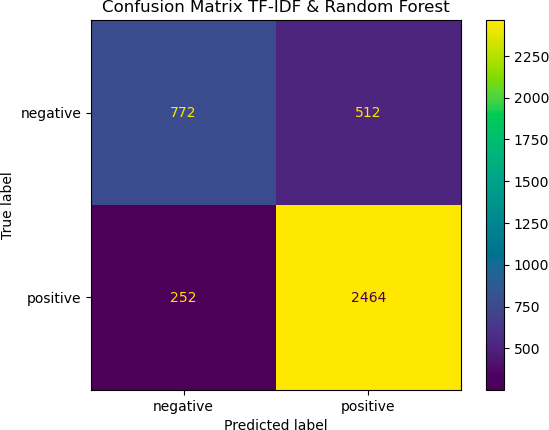 Confusion Matrix TF-IDF & Random Forest
True label
negative
positive
772
512
252
2464
negative
positive
Predicted label
2250
2000
1750
1500
1250
1000
750
500